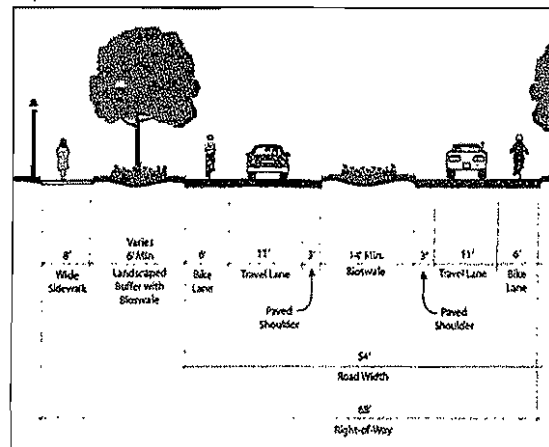 8'
Wide
Sidewalk
Varies
6' Min.
Landscaped
Buffer with
Bioswale
6'
Bike
Lane
11'
Travel Lane
3'
Paved
Shoulder
14' Min.
Bioswale
3'
Paved
Shoulder
11'
Travel Lane
6'
Bike
Lane
54'
Road Width
68'
Right-of-Way